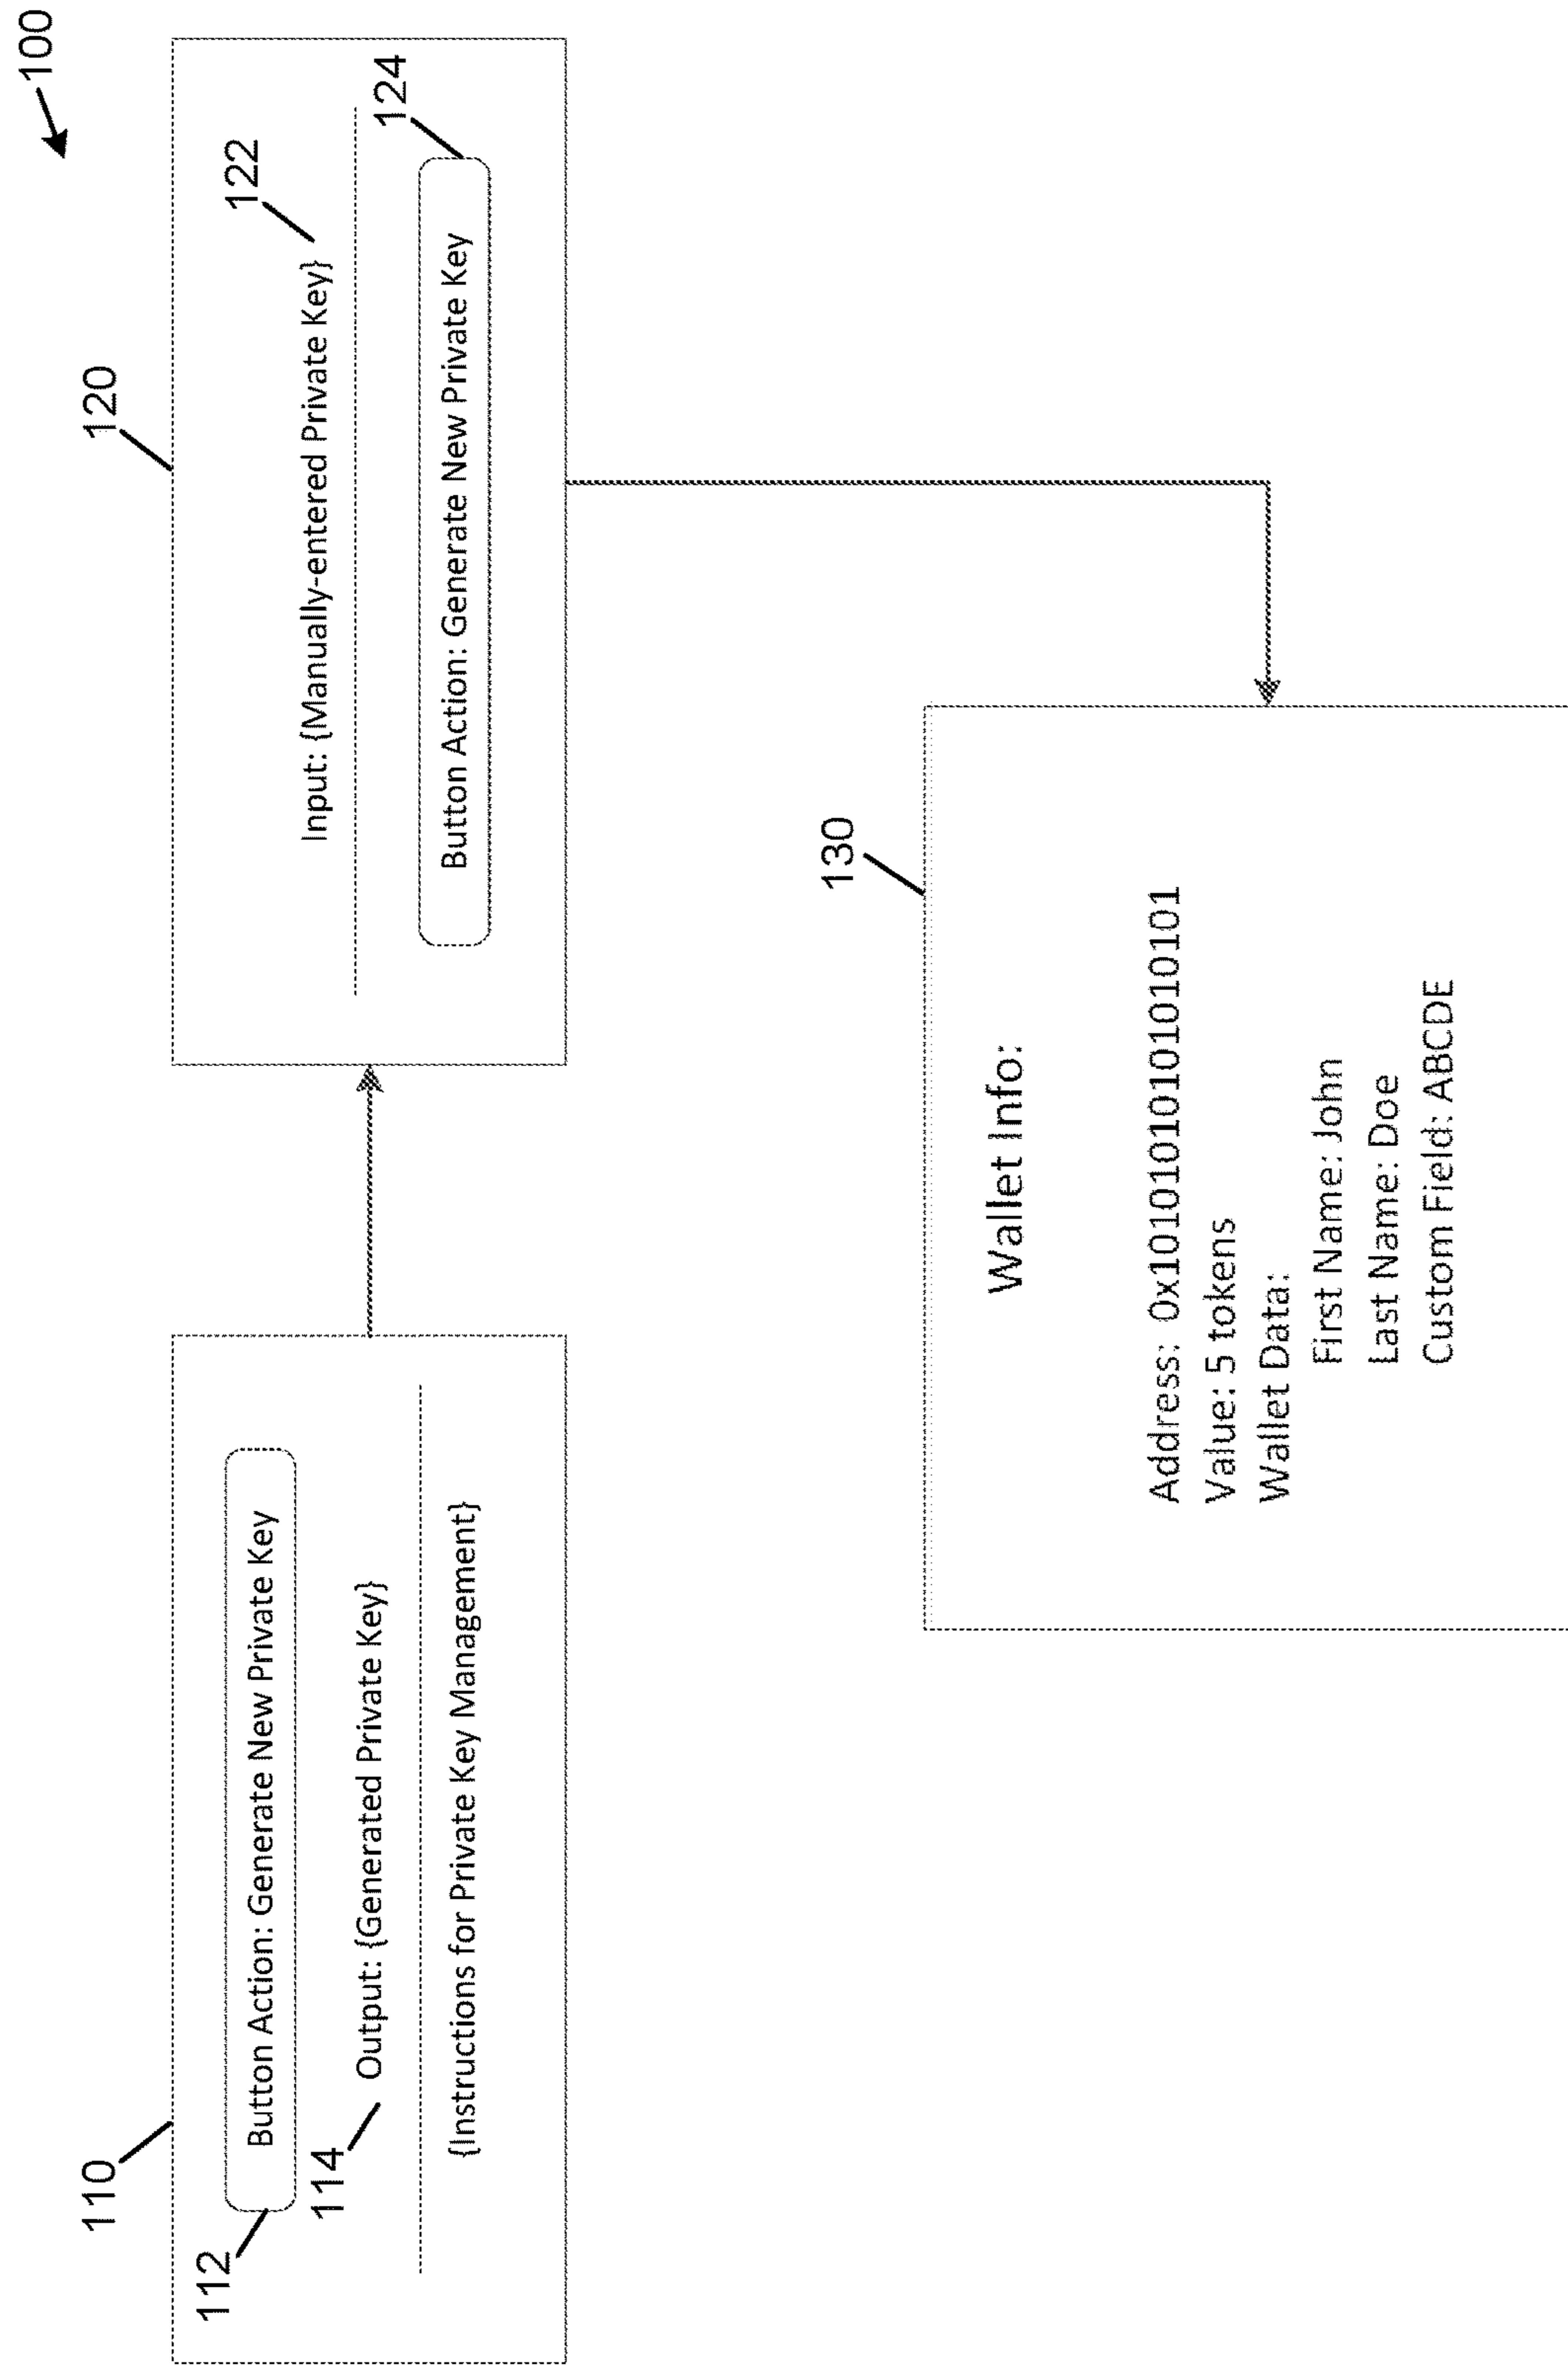 100
110
112
Button Action: Generate New Private Key
114
Output: {Generated Private Key}
{Instructions for Private Key Management}
120
122
Input: {Manually-entered Private Key}
124
Button Action: Generate New Private Key
130
Wallet Info:
Address: 0x10101010101010101
Value: 5 tokens
Wallet Data:
First Name: John
Last Name: Doe
Custom Field: ABCDE